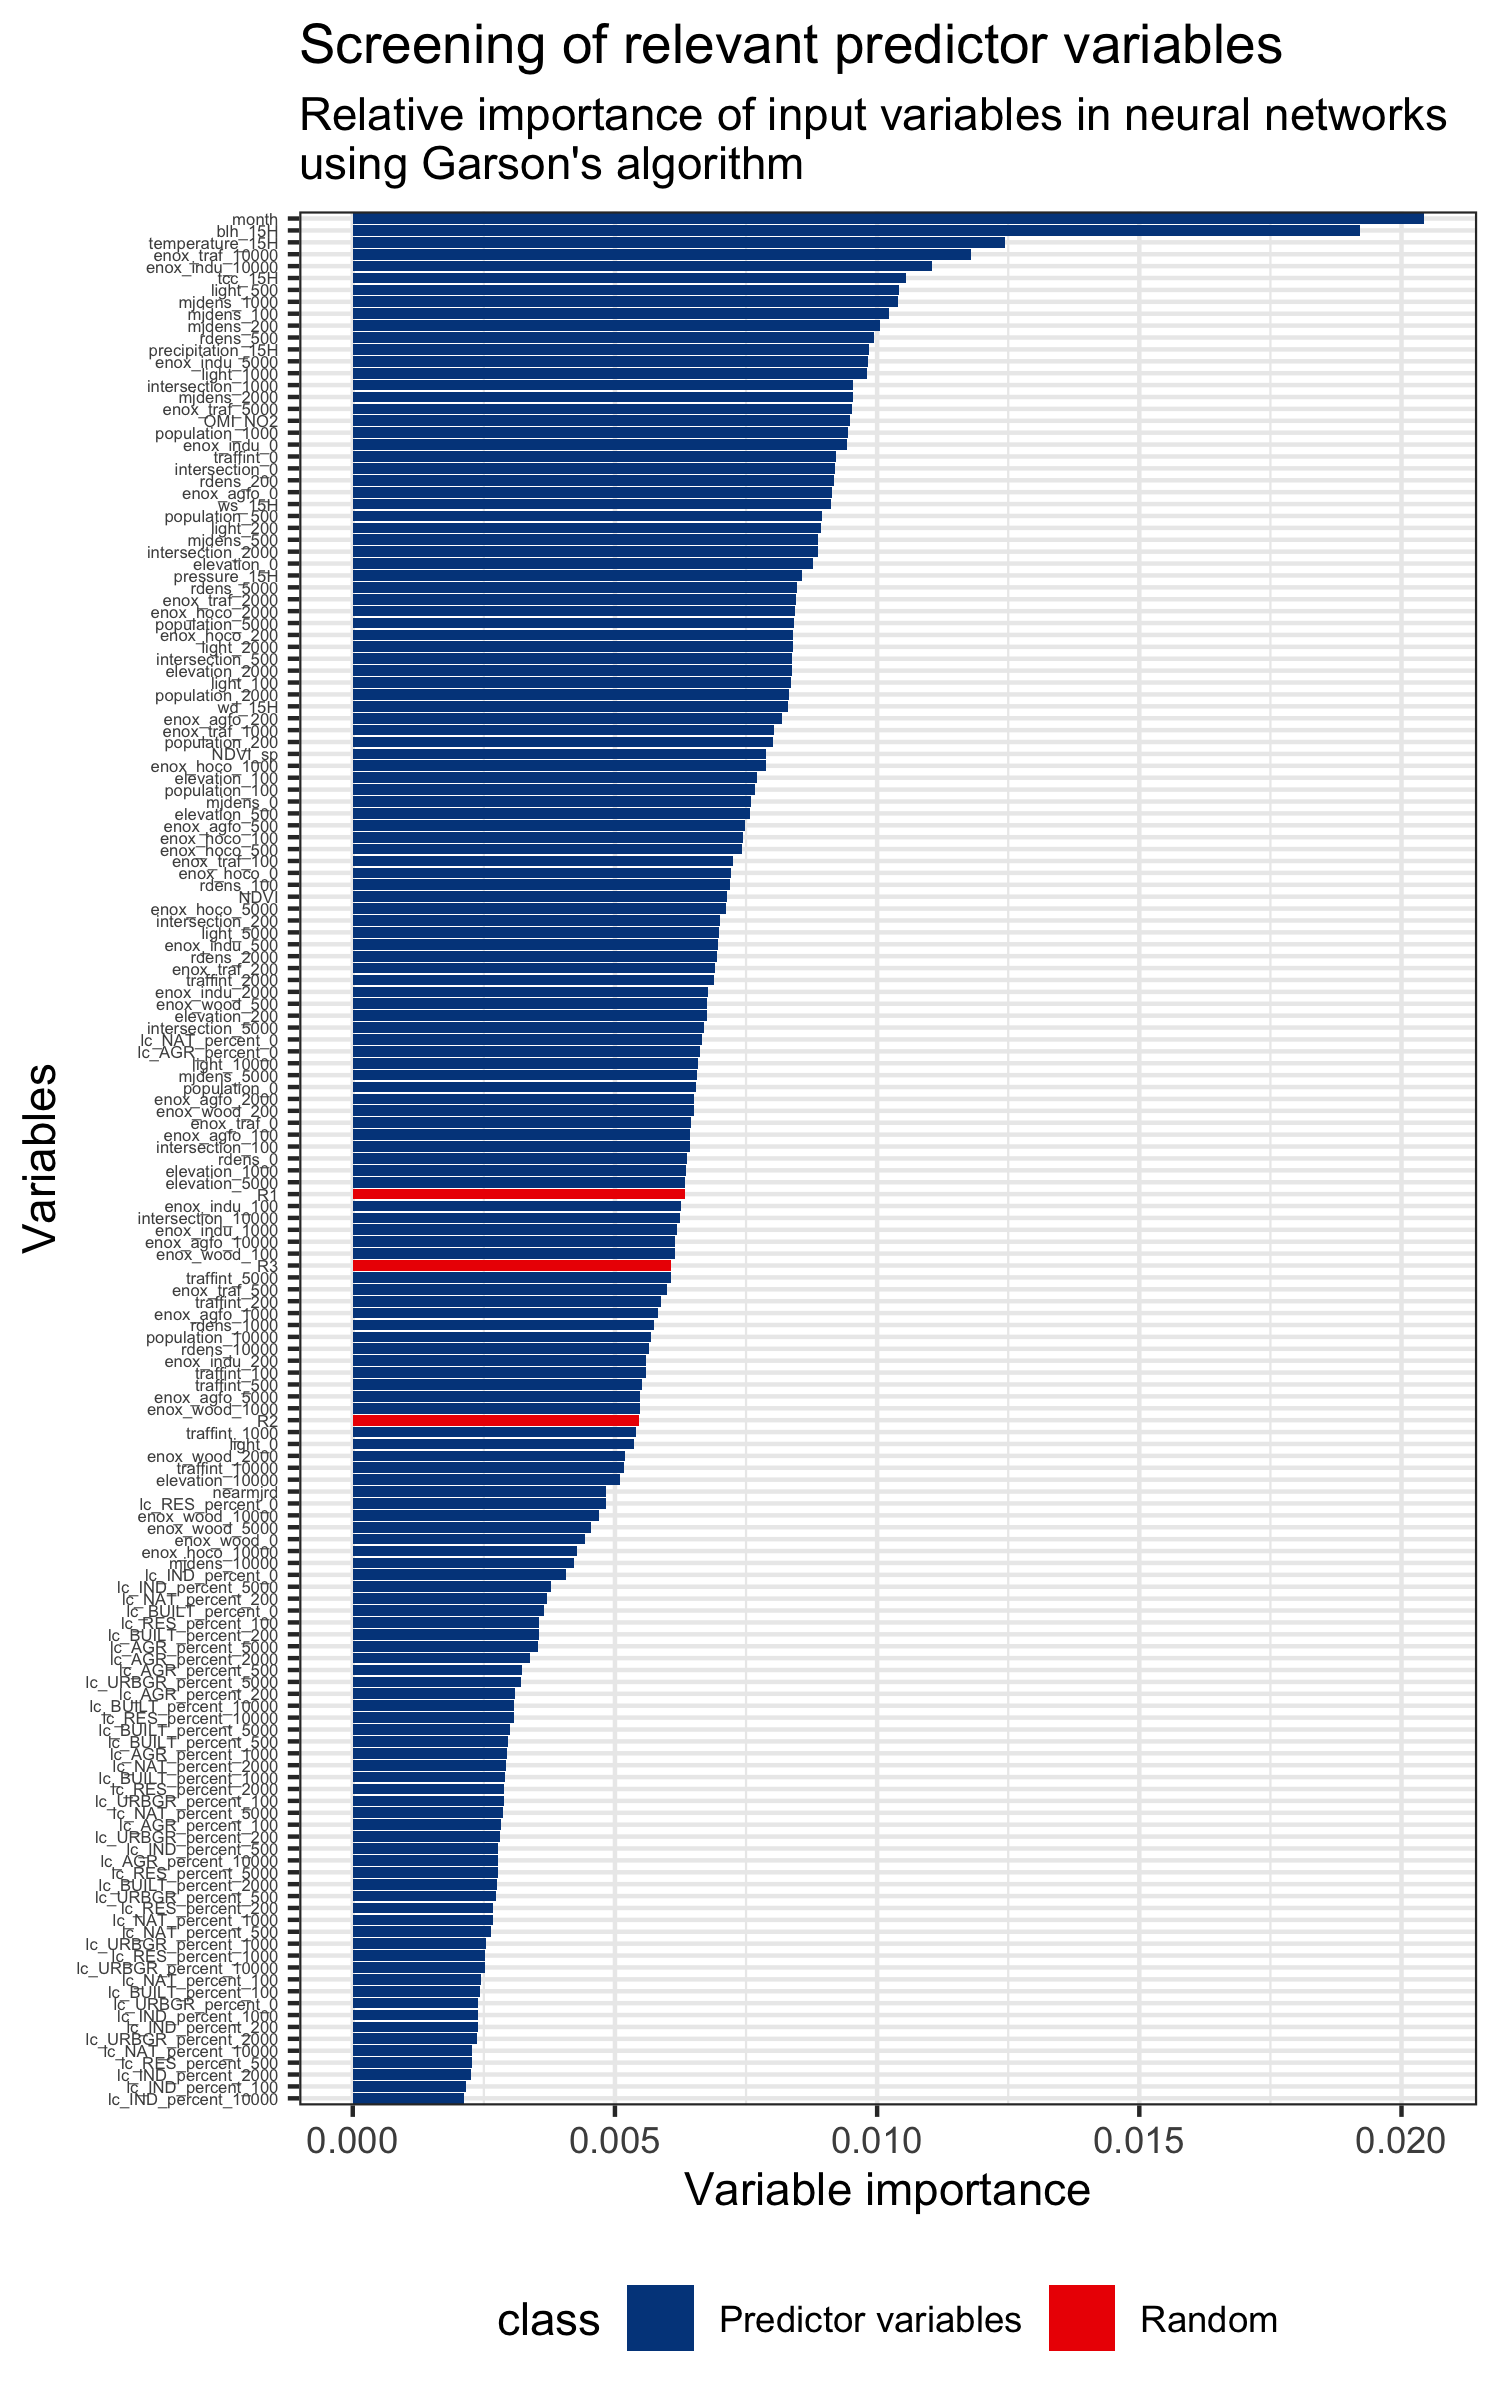 Screening of relevant predictor variables
Relative importance of input variables in neural networks
using Garson's algorithm
month
blh_15H
temperature_15H
enox_traf_10000
enox_indu_10000
tcc_15H
light_500
mjdens_1000
mjdens_100
mjdens_200
rdens_500
precipitation_15H
enox_indu_5000
light_1000
intersection_1000
mjdens_2000
enox_traf_5000
OMI_NO2
population_1000
enox_indu_0
traffint_0
intersection_0
rdens_200
enox_agfo_0
ws_15H
population_500
light_200
mjdens_500
intersection_2000
elevation_0
pressure_15H
rdens_5000
enox_traf_2000
enox_hoco_2000
population_5000
enox_hoco_200
light_2000
intersection_500
elevation_2000
light_100
population_2000
wd_15H
enox_agfo_200
enox_traf_1000
population_200
NDVI_sp
enox_hoco_1000
elevation_100
population_100
mjdens_0
elevation_500
enox_agfo_500
enox_hoco_100
enox_hoco_500
enox_traf_100
enox_hoco_0
rdens_100
NDVI
enox_hoco_5000
intersection_200
light_5000
enox_indu_500
rdens_2000
enox_traf_200
traffint_2000
enox_indu_2000
enox_wood_500
elevation_200
intersection_5000
lc_NAT_percent_0
lc_AGR_percent_0
light_10000
mjdens_5000
population_0
enox_agfo_2000
enox_wood_200
enox_traf_0
enox_agfo_100
intersection_100
rdens_0
elevation_1000
elevation_5000
R1
enox_indu_100
intersection_10000
enox_indu_1000
enox_agfo_10000
enox_wood_100
R3
traffint_5000
enox_traf_500
traffint_200
enox_agfo_1000
rdens_1000
population_10000
rdens_10000
enox_indu_200
traffint_100
traffint_500
enox_agfo_5000
enox_wood_1000
R2
traffint_1000
light_0
enox_wood_2000
traffint_10000
elevation_10000
nearmjrd
lc_RES_percent_0
enox_wood_10000
enox_wood_5000
enox_wood_0
enox_hoco_10000
mjdens_10000
lc_IND_percent_0
lc_IND_percent_5000
lc_NAT_percent_200
lc_BUILT_percent_0
lc_RES_percent_100
lc_BUILT_percent_200
lc_AGR_percent_5000
lc_AGR_percent_2000
lc_AGR_percent_500
lc_URBGR_percent_5000
lc_AGR_percent_200
lc_BUILT_percent_10000
lc_RES_percent_10000
lc_BUILT_percent_5000
lc_BUILT_percent_500
lc_AGR_percent_1000
lc_NAT_percent_2000
lc_BUILT_percent_1000
lc_RES_percent_2000
lc_URBGR_percent_100
lc_NAT_percent_5000
lc_AGR_percent_100
lc_URBGR_percent_200
lc_IND_percent_500
lc_AGR_percent_10000
lc_RES_percent_5000
lc_BUILT_percent_2000
lc_URBGR_percent_500
lc_RES_percent_200
lc_NAT_percent_1000
lc_NAT_percent_500
lc_URBGR_percent_1000
lc_RES_percent_1000
lc_URBGR_percent_10000
lc_NAT_percent_100
lc_BUILT_percent_100
lc_URBGR_percent_0
lc_IND_percent_1000
lc_IND_percent_200
lc_URBGR_percent_2000
lc_NAT_percent_10000
lc_RES_percent_500
lc_IND_percent_2000
lc_IND_percent_100
lc_IND_percent_10000
Variables
0.000 0.005 0.010 0.015 0.020
Variable importance
class Predictor variables Random